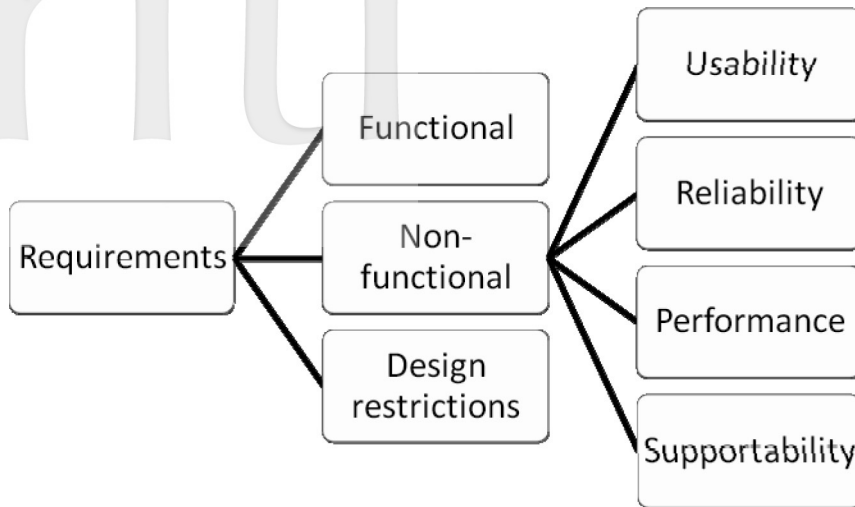 Requirements
Functional
Non-
functional
Design
restrictions
Usability
Reliability
Performance
Supportability